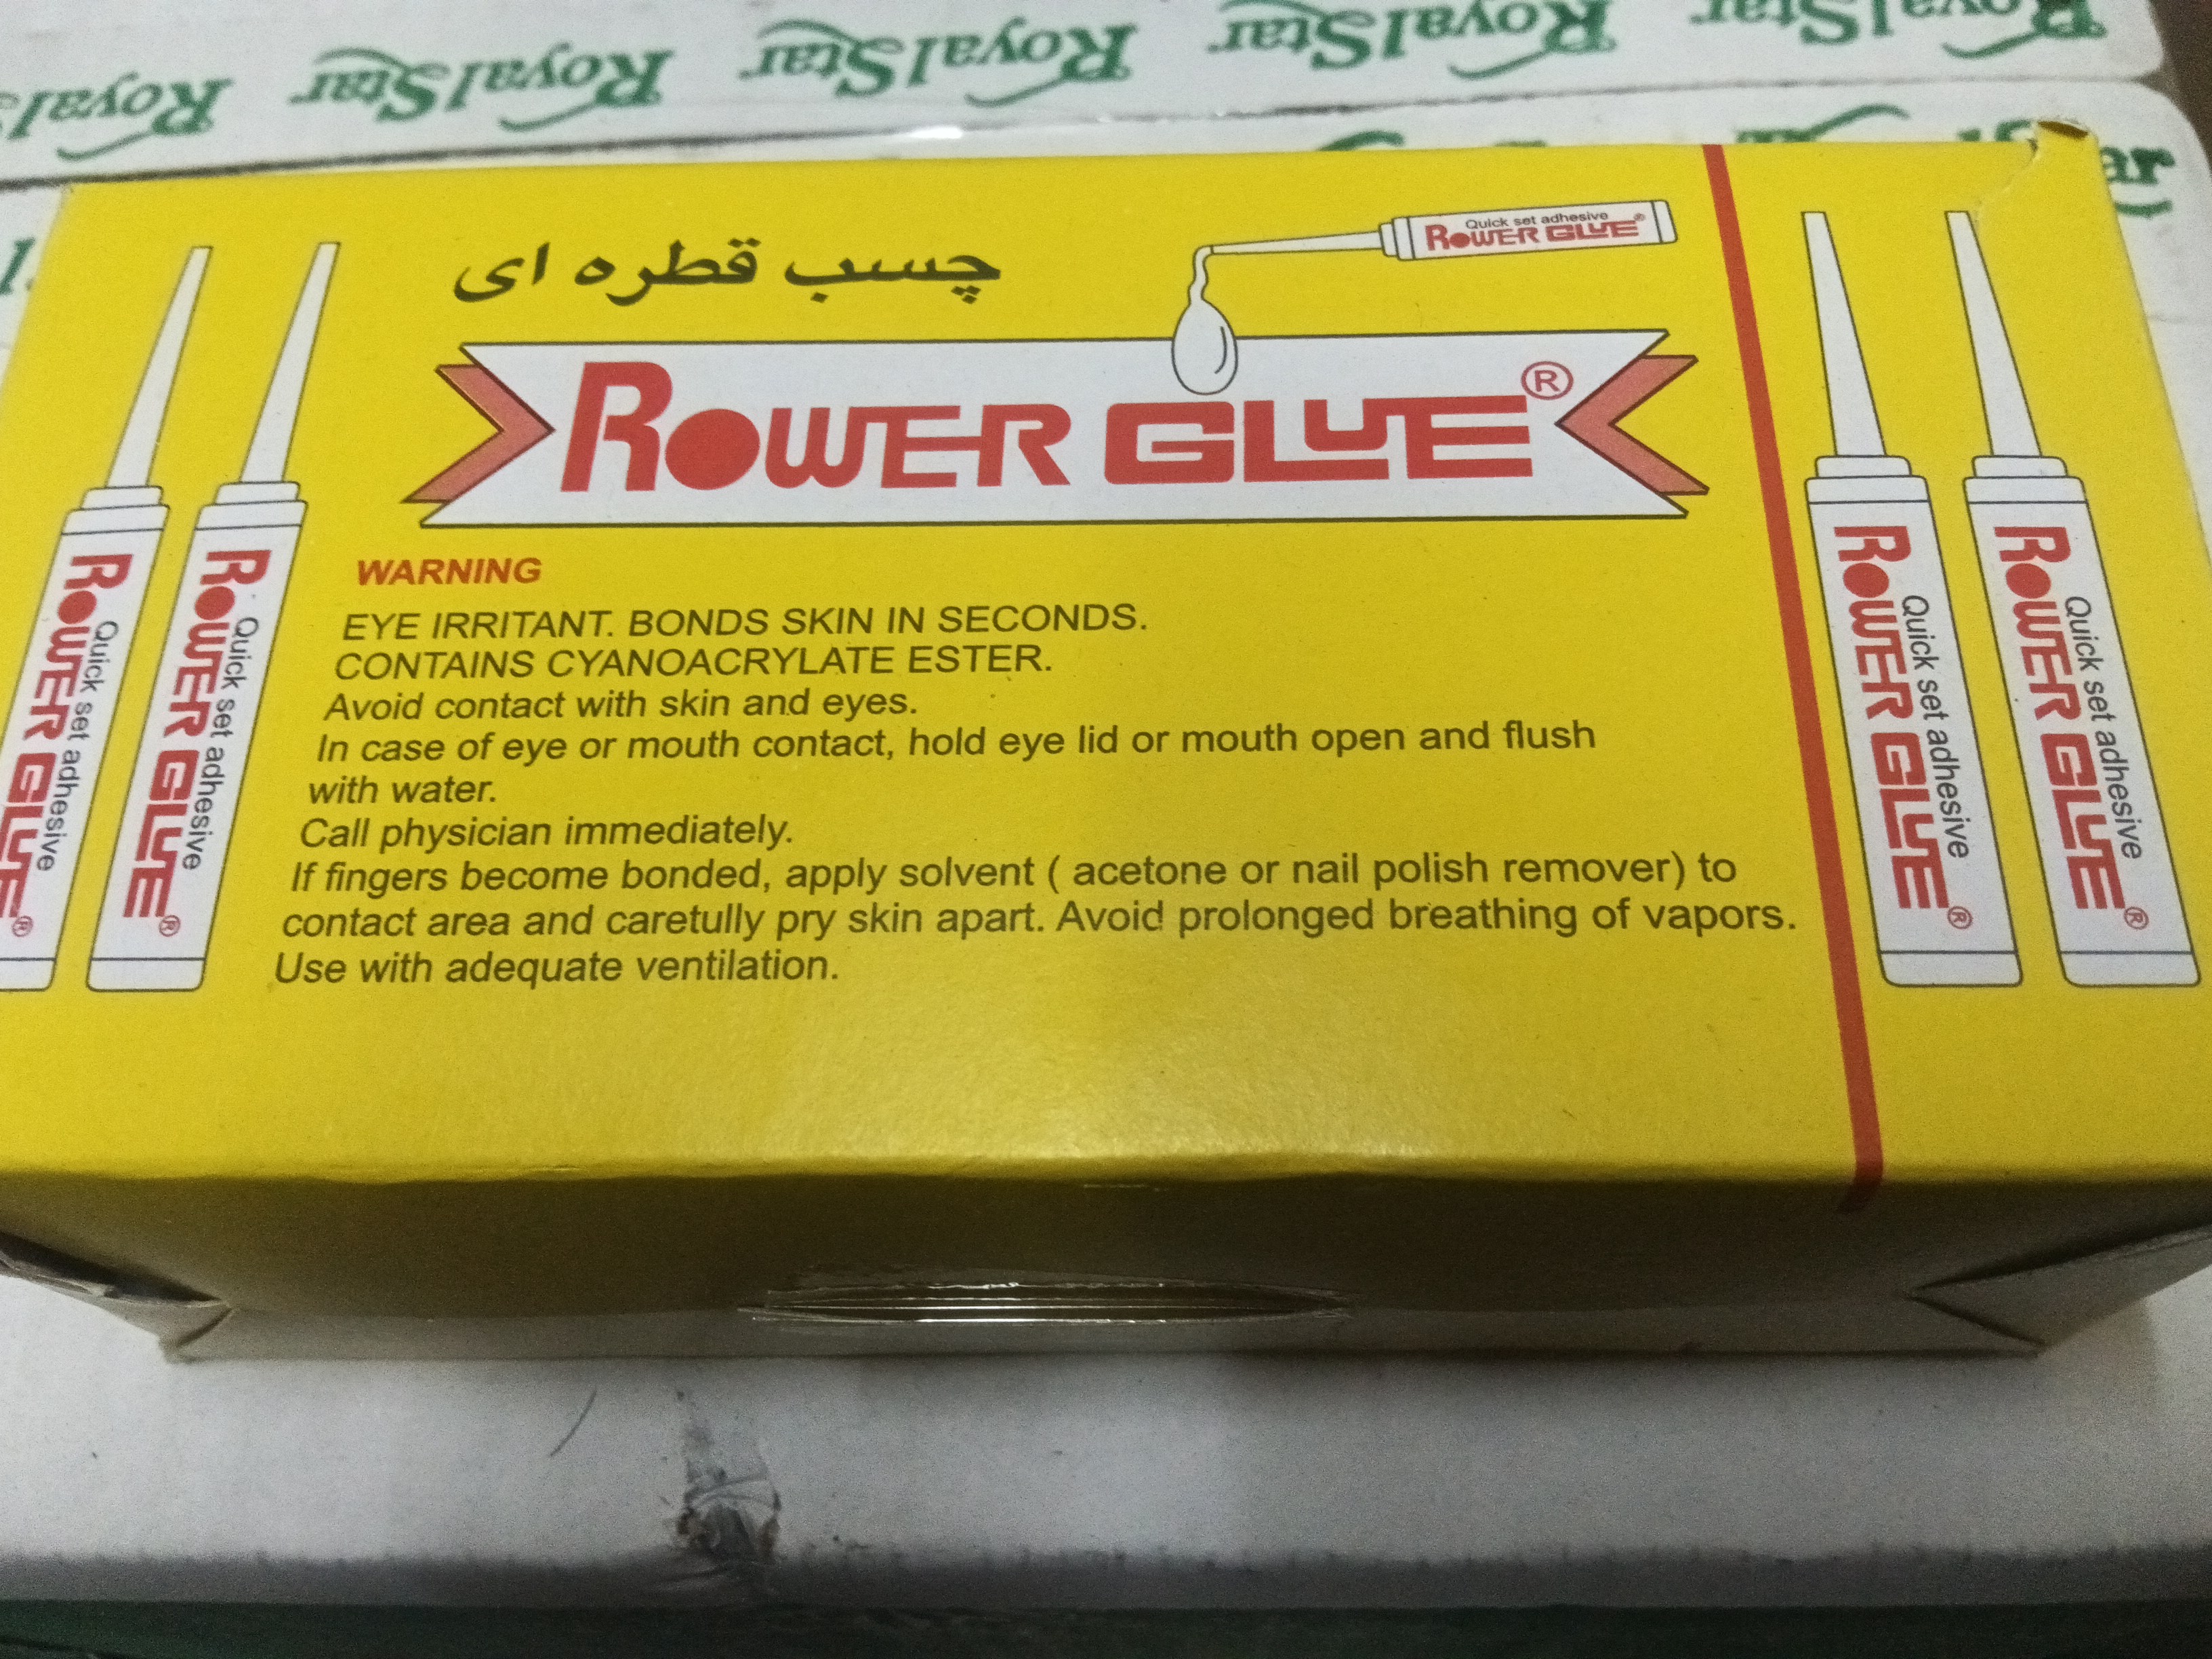 RoyalStar RoyalStar RoyalStar
چسب قطره ای
Quick set adhesive
ROWER GLUE®
ROWER GLUE®
WARNING
EYE IRRITANT. BONDS SKIN IN SECONDS.
CONTAINS CYANOACRYLATE ESTER.
Avoid contact with skin and eyes.
In case of eye or mouth contact, hold eye lid or mouth open and flush
with water.
Call physician immediately.
If fingers become bonded, apply solvent ( acetone or nail polish remover) to
contact area and caretully pry skin apart. Avoid prolonged breathing of vapors.
Use with adequate ventilation.
Quick set adhesive
ROWER GLUE®
Quick set adhesive
ROWER GLUE®
Quick set adhesive
ROWER GLUE®
Quick set adhesive
ROWER GLUE®